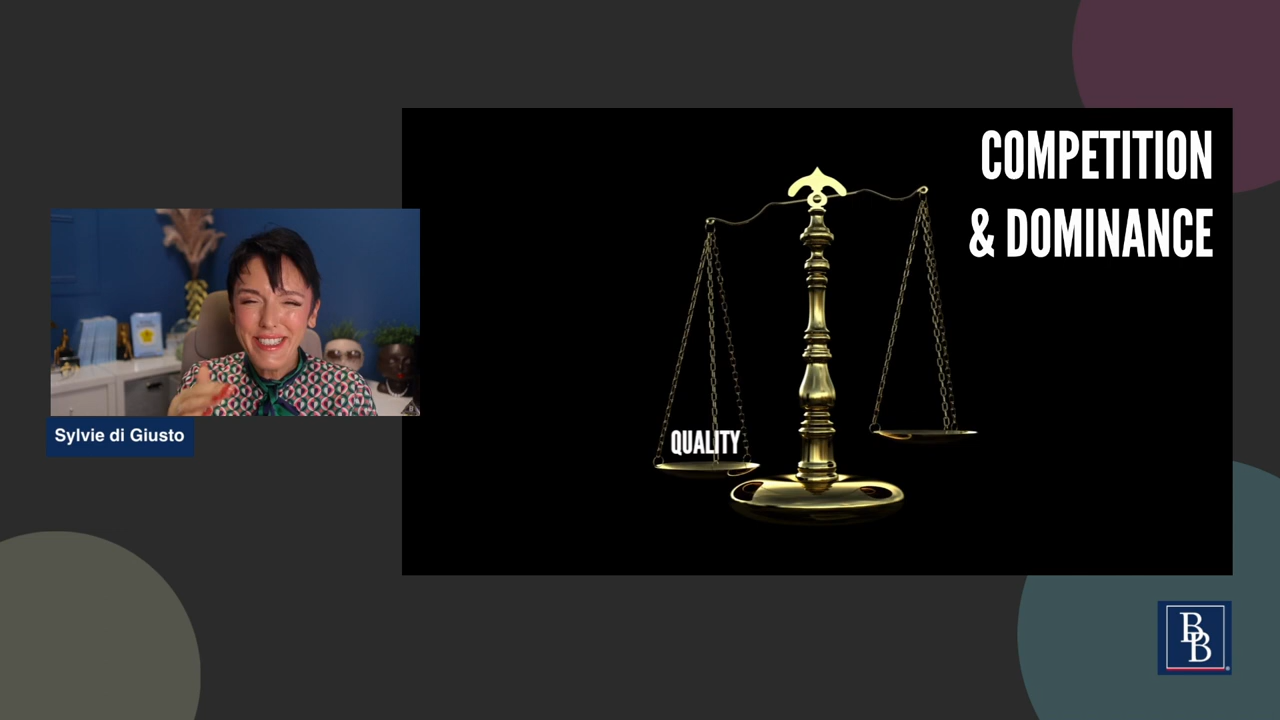 COMPETITION
& DOMINANCE
QUALITY
Sylvie di Giusto
BB